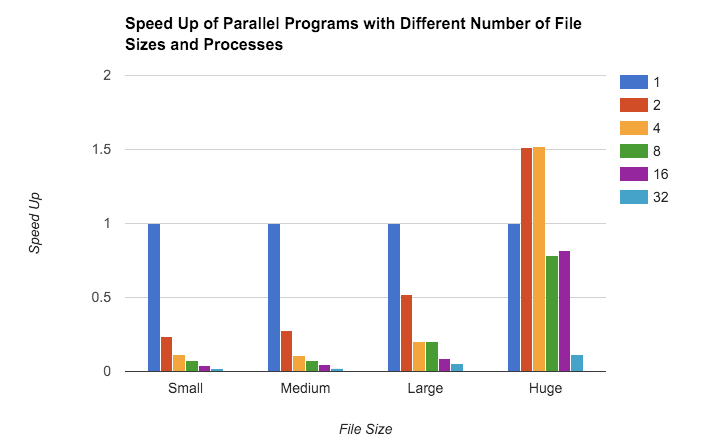 Speed Up of Parallel Programs with Different Number of File
Sizes and Processes
2
1.5
1
0.5
0
Speed Up
Small
Medium
Large
Huge
File Size
1
2
4
8
16
32